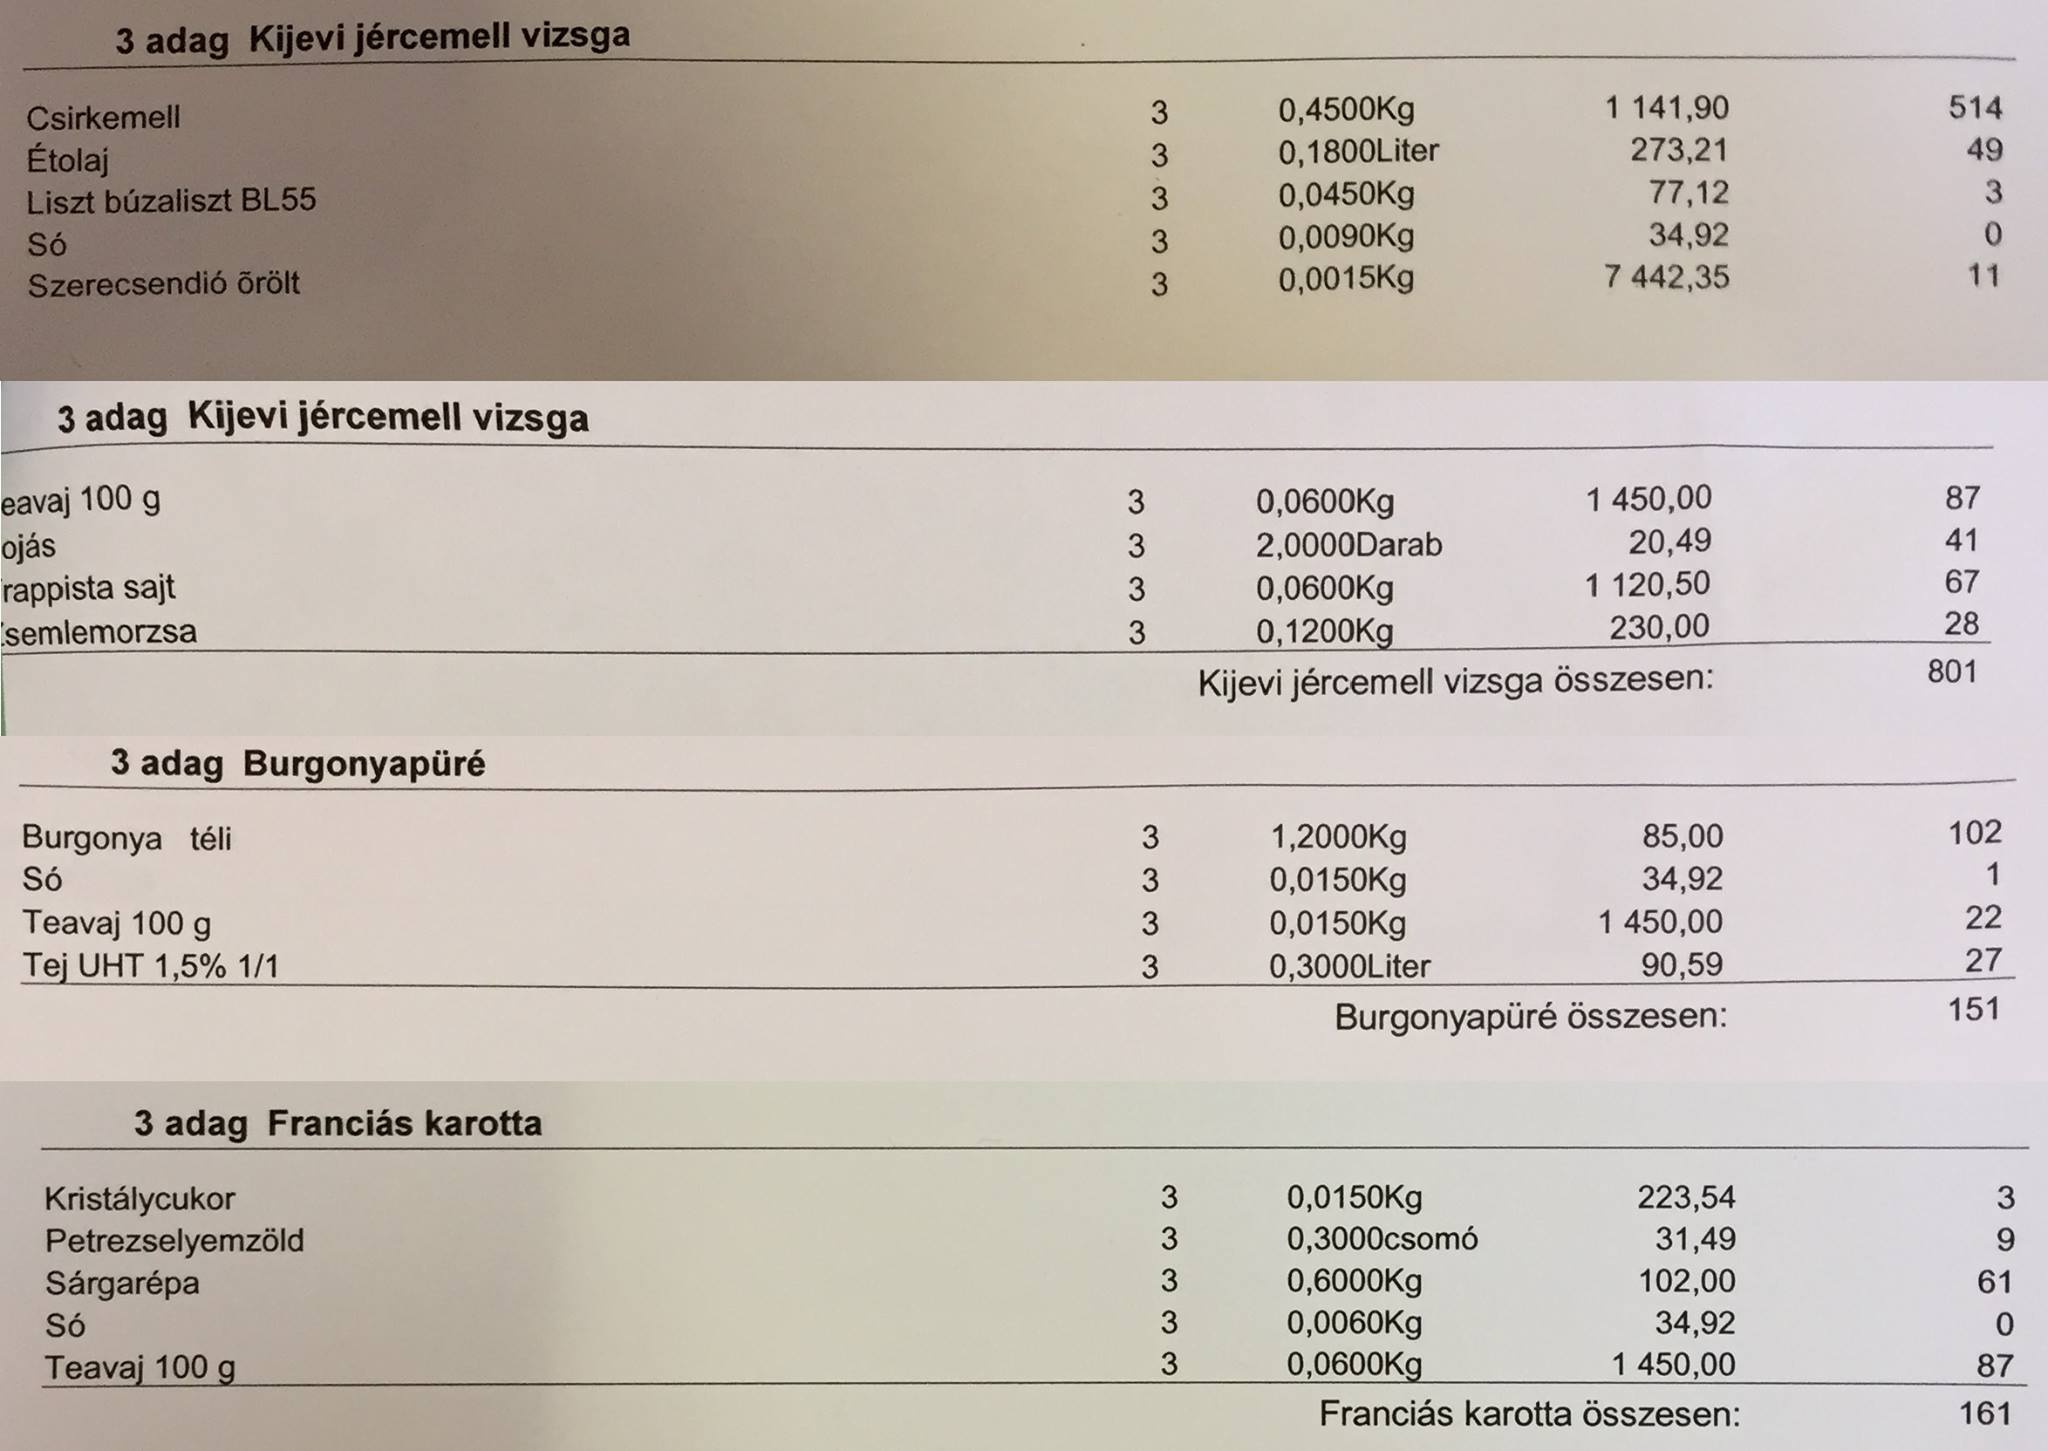 3 adag Kijevi jércemell vizsga
Csirkemell 3 0,4500Kg 1 141,90 514
Étolaj 3 0,1800Liter 273,21 49
Liszt búzaliszt BL55 3 0,0450Kg 77,12 3
Só 3 0,0090Kg 34,92 0
Szerecsendió õrölt 3 0,0015Kg 7 442,35 11
3 adag Kijevi jércemell vizsga
eavaj 100 g 3 0,0600Kg 1 450,00 87
ojás 3 2,0000Darab 20,49 41
rappista sajt 3 0,0600Kg 1 120,50 67
semlemorzsa 3 0,1200Kg 230,00 28
Kijevi jércemell vizsga összesen: 801
3 adag Burgonyapüré
Burgonya téli 3 1,2000Kg 85,00 102
Só 3 0,0150Kg 34,92 1
Teavaj 100 g 3 0,0150Kg 1 450,00 22
Tej UHT 1,5% 1/1 3 0,3000Liter 90,59 27
Burgonyapüré összesen: 151
3 adag Franciás karotta
Kristálycukor 3 0,0150Kg 223,54 3
Petrezselyemzöld 3 0,3000csomó 31,49 9
Sárgarépa 3 0,6000Kg 102,00 61
Só 3 0,0060Kg 34,92 0
Teavaj 100 g 3 0,0600Kg 1 450,00 87
Franciás karotta összesen: 161